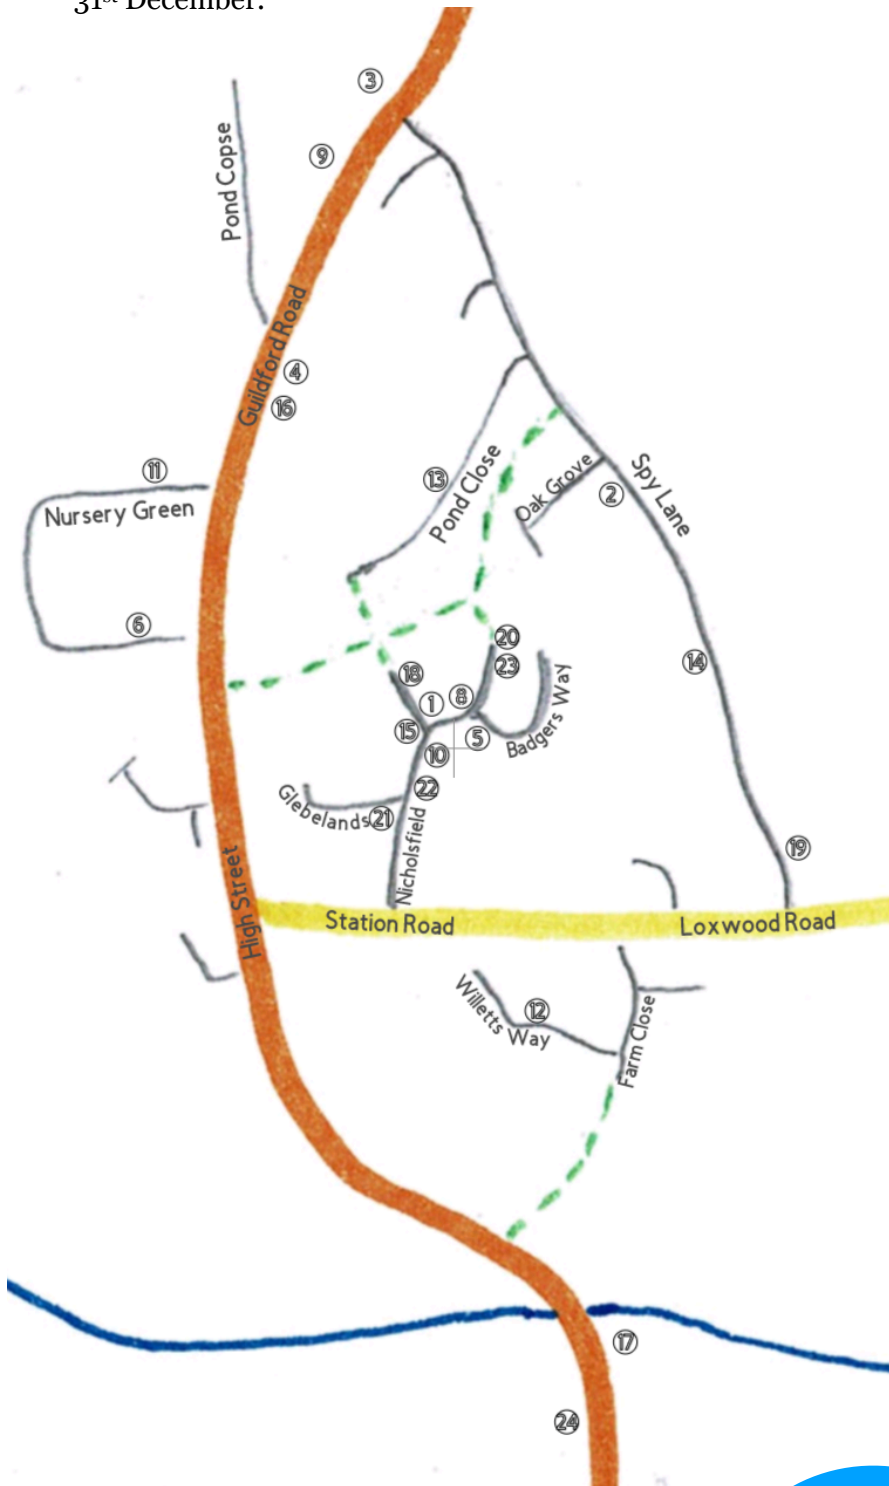 31st December.
③
Pond Copse
⑨
Guildford Road
④
⑯
⑪
Nursery Green
⑬
Pond Close
Oak Grove
②
Spy Lane
⑥
⑳
㉓
⑭
⑱
①
⑧
Badgers Way
⑮
⑤
⑩
㉒
Glebelands
㉑
Nicholsfield
⑲
High Street
Station Road
Loxwood Road
Willetts Way
⑫
Farm Close
⑰
㉔